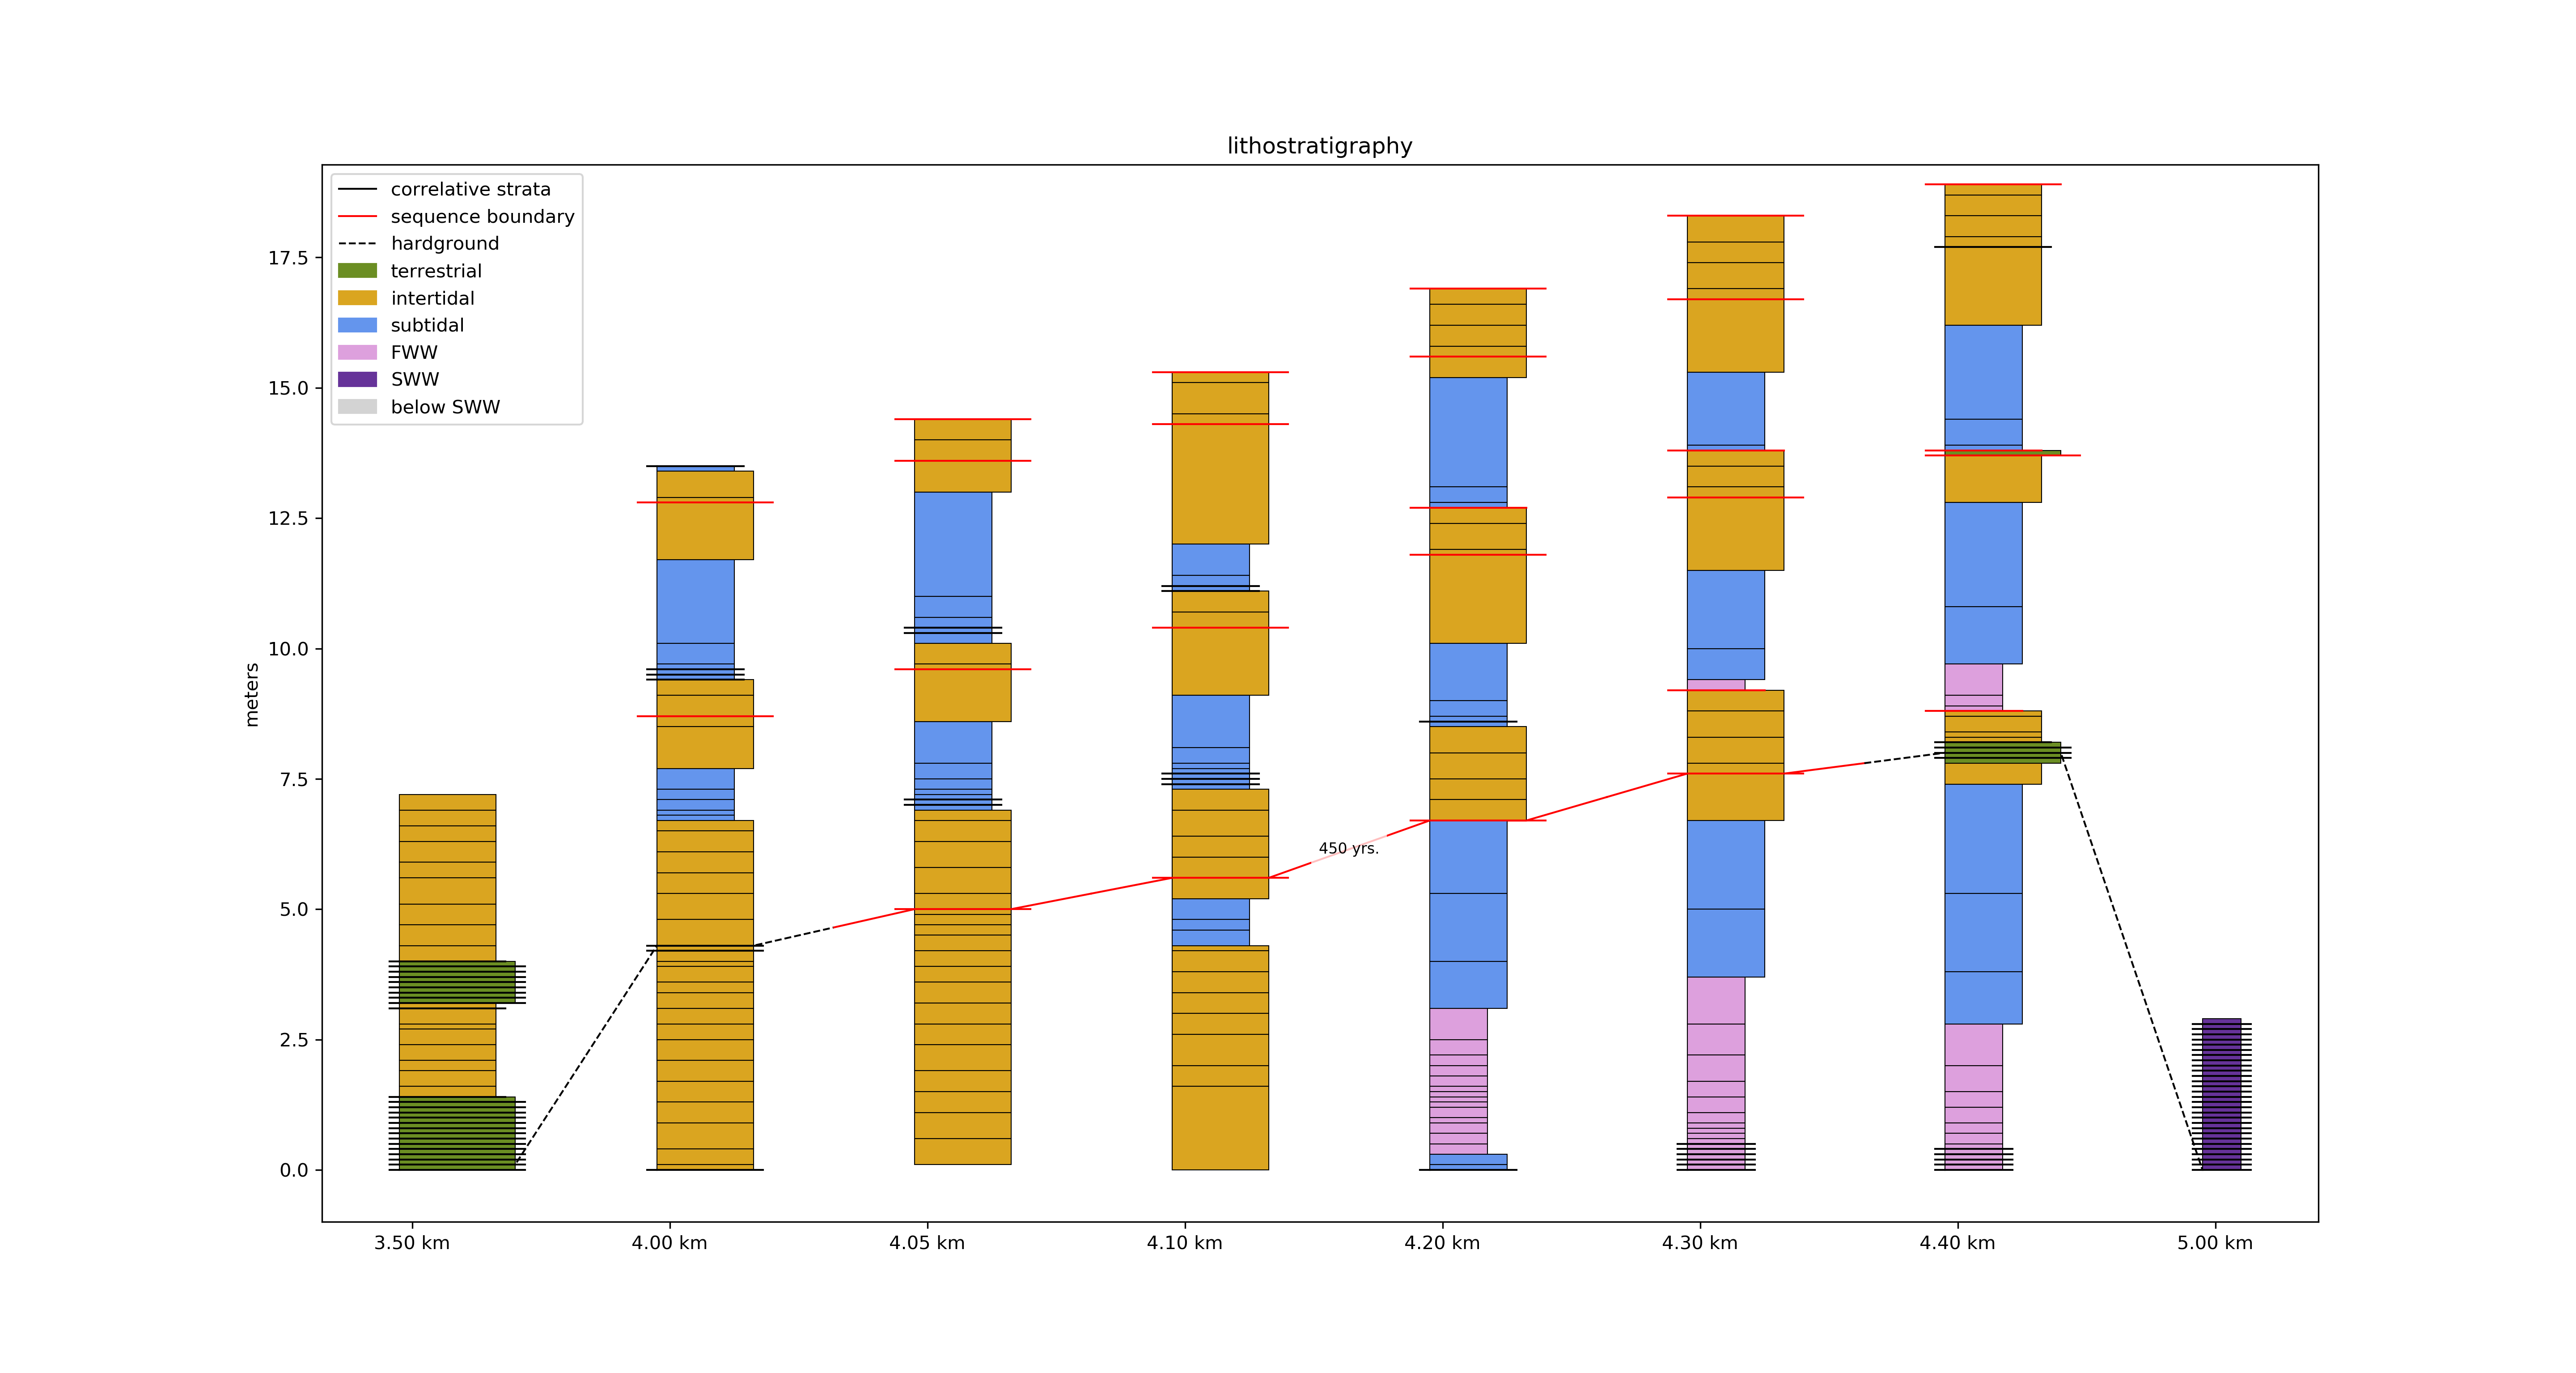 lithostratigraphy
correlative strata
sequence boundary
hardground
terrestrial
intertidal
subtidal
FWW
SWW
below SWW
17.5
15.0
12.5
10.0
7.5
5.0
2.5
0.0
meters
450 yrs.
3.50 km
4.00 km
4.05 km
4.10 km
4.20 km
4.30 km
4.40 km
5.00 km